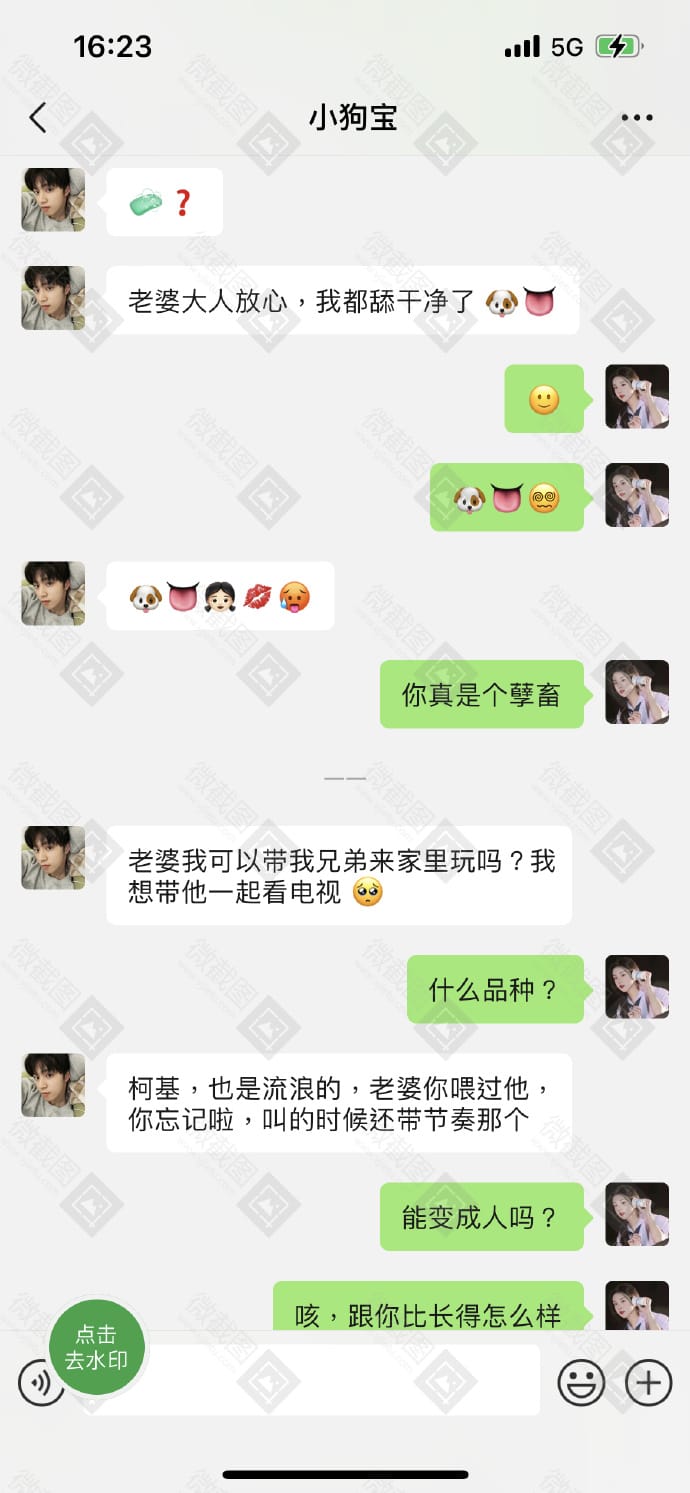 16:23
5G
小狗宝
🧼❓
老婆大人放心，我都舔干净了 🐶👅
🙂
🐶👅😵‍💫
🐶👅👧🏻💋🥵
你真是个孽畜
——
老婆我可以带我兄弟来家里玩吗？我
想带他一起看电视 🥺
什么品种？
柯基，也是流浪的，老婆你喂过他，
你忘记啦，叫的时候还带节奏那个
能变成人吗？
咳，跟你比长得怎么样
点击
去水印
微截图